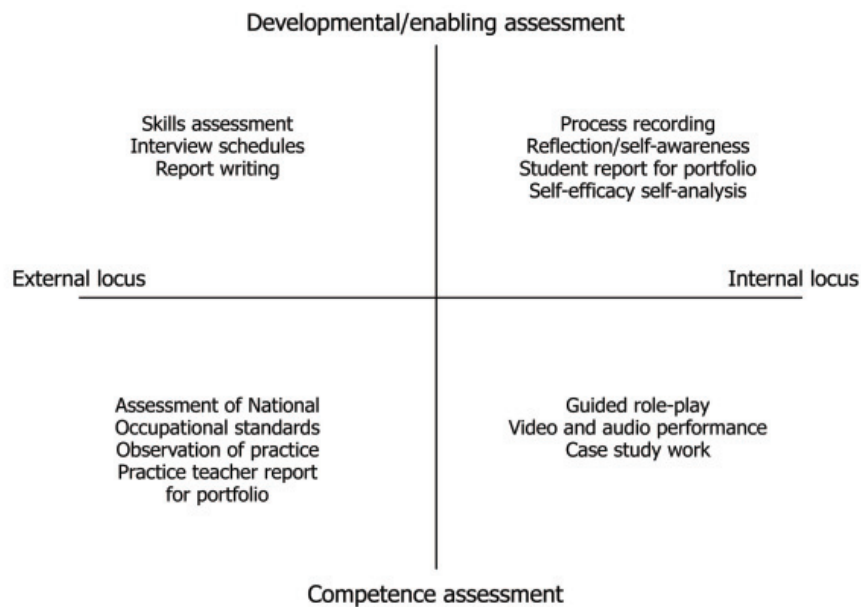 Developmental/enabling assessment
Skills assessment
Interview schedules
Report writing
Process recording
Reflection/self-awareness
Student report for portfolio
Self-efficacy self-analysis
External locus
Internal locus
Assessment of National
Occupational standards
Observation of practice
Practice teacher report
for portfolio
Guided role-play
Video and audio performance
Case study work
Competence assessment